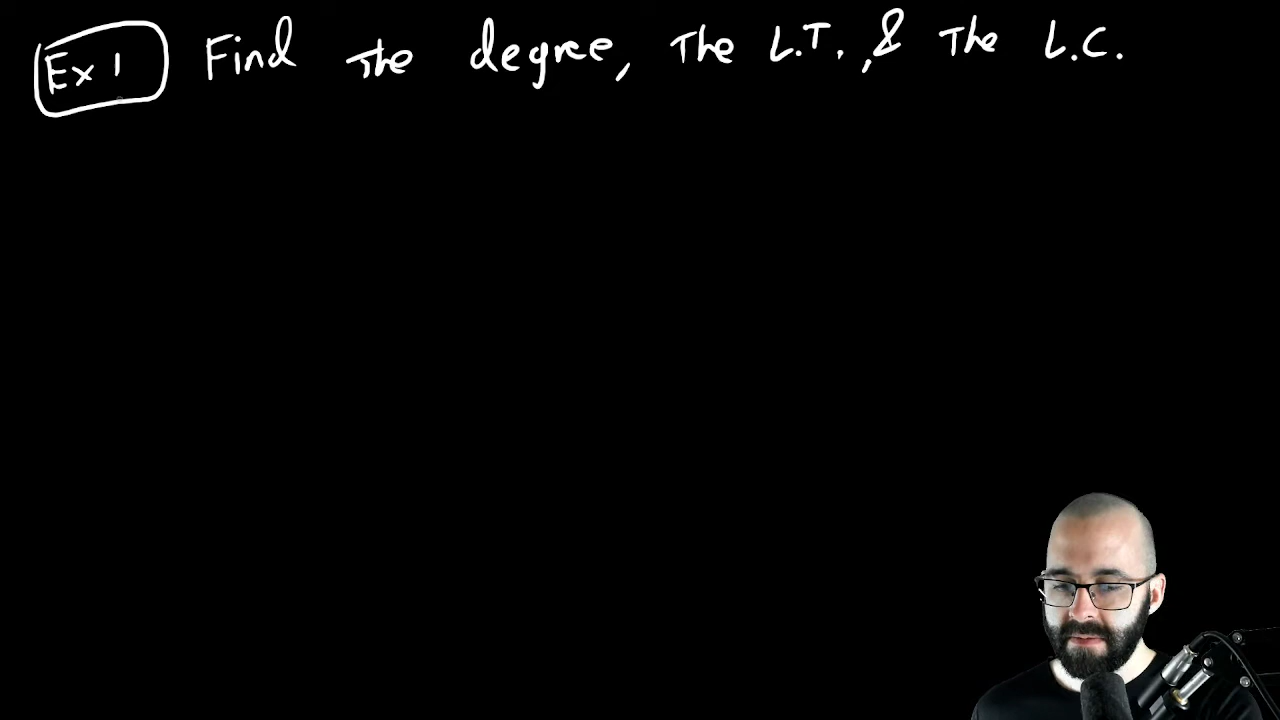 Ex 1 Find the degree, The L.T., & The L.C.